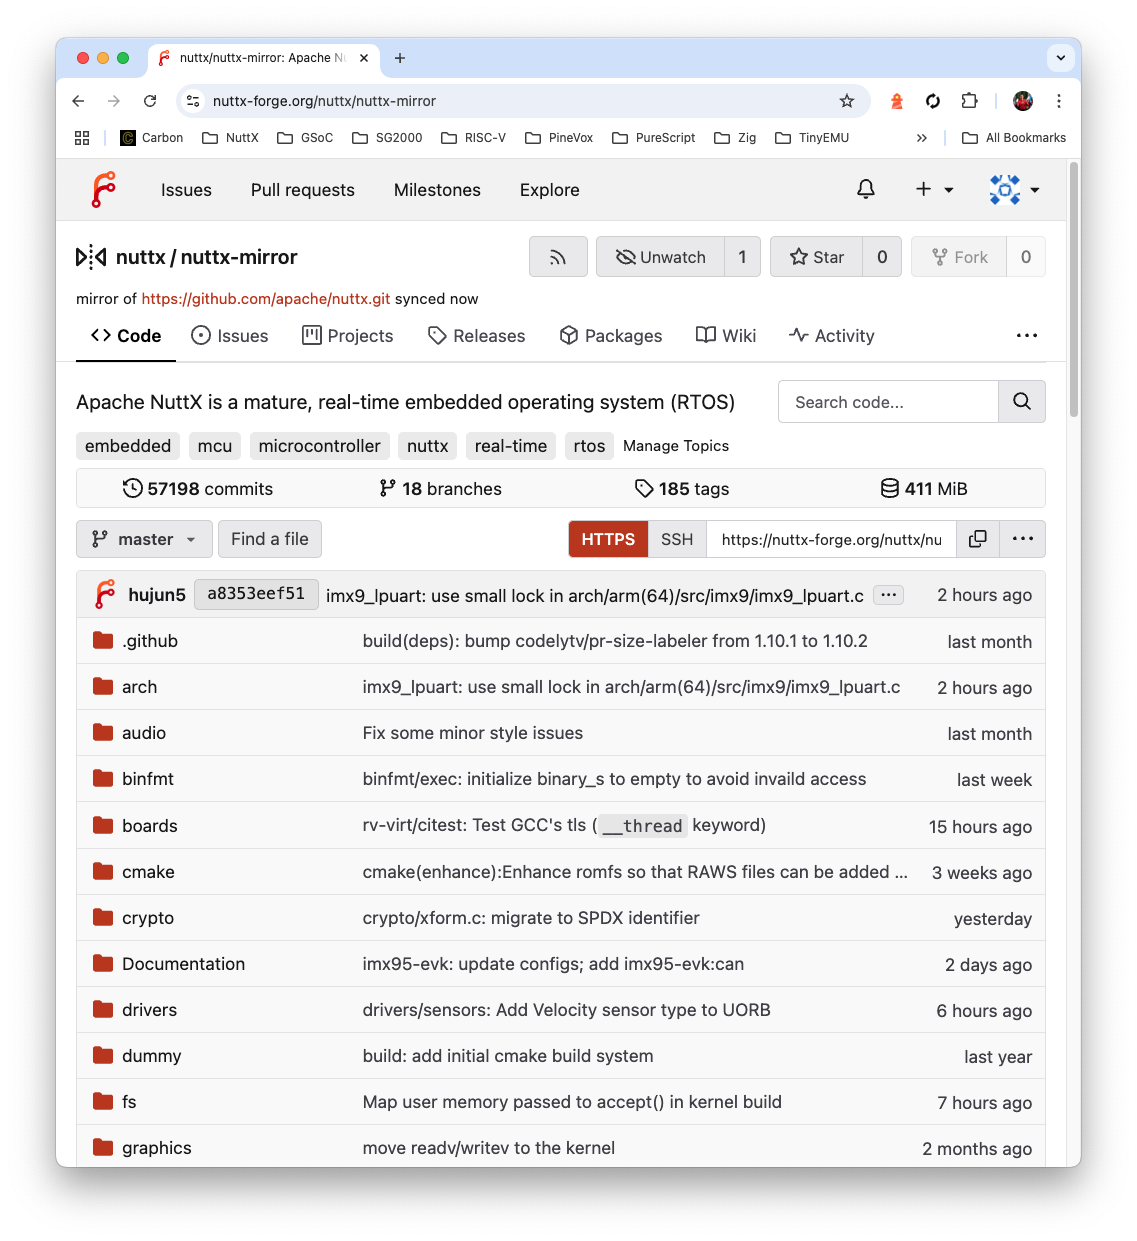 nuttx/nuttx-mirror: Apache Nu
nuttx-forge.org/nuttx/nuttx-mirror
Carbon NuttX GSoC SG2000 RISC-V PineVox PureScript Zig TinyEMU » All Bookmarks
Issues Pull requests Milestones Explore
nuttx / nuttx-mirror Unwatch 1 Star 0 Fork 0
mirror of https://github.com/apache/nuttx.git synced now
Code Issues Projects Releases Packages Wiki Activity ...
Apache NuttX is a mature, real-time embedded operating system (RTOS) Search code...
embedded mcu microcontroller nuttx real-time rtos Manage Topics
57198 commits 18 branches 185 tags 411 MiB
master Find a file HTTPS SSH https://nuttx-forge.org/nuttx/nu ...
hujun5 a8353eef51 imx9_lpuart: use small lock in arch/arm(64)/src/imx9/imx9_lpuart.c ... 2 hours ago
.github build(deps): bump codelytv/pr-size-labeler from 1.10.1 to 1.10.2 last month
arch imx9_lpuart: use small lock in arch/arm(64)/src/imx9/imx9_lpuart.c 2 hours ago
audio Fix some minor style issues last month
binfmt binfmt/exec: initialize binary_s to empty to avoid invaild access last week
boards rv-virt/citest: Test GCC's tls (__thread keyword) 15 hours ago
cmake cmake(enhance):Enhance romfs so that RAWS files can be added ... 3 weeks ago
crypto crypto/xform.c: migrate to SPDX identifier yesterday
Documentation imx95-evk: update configs; add imx95-evk:can 2 days ago
drivers drivers/sensors: Add Velocity sensor type to UORB 6 hours ago
dummy build: add initial cmake build system last year
fs Map user memory passed to accept() in kernel build 7 hours ago
graphics move readv/writev to the kernel 2 months ago